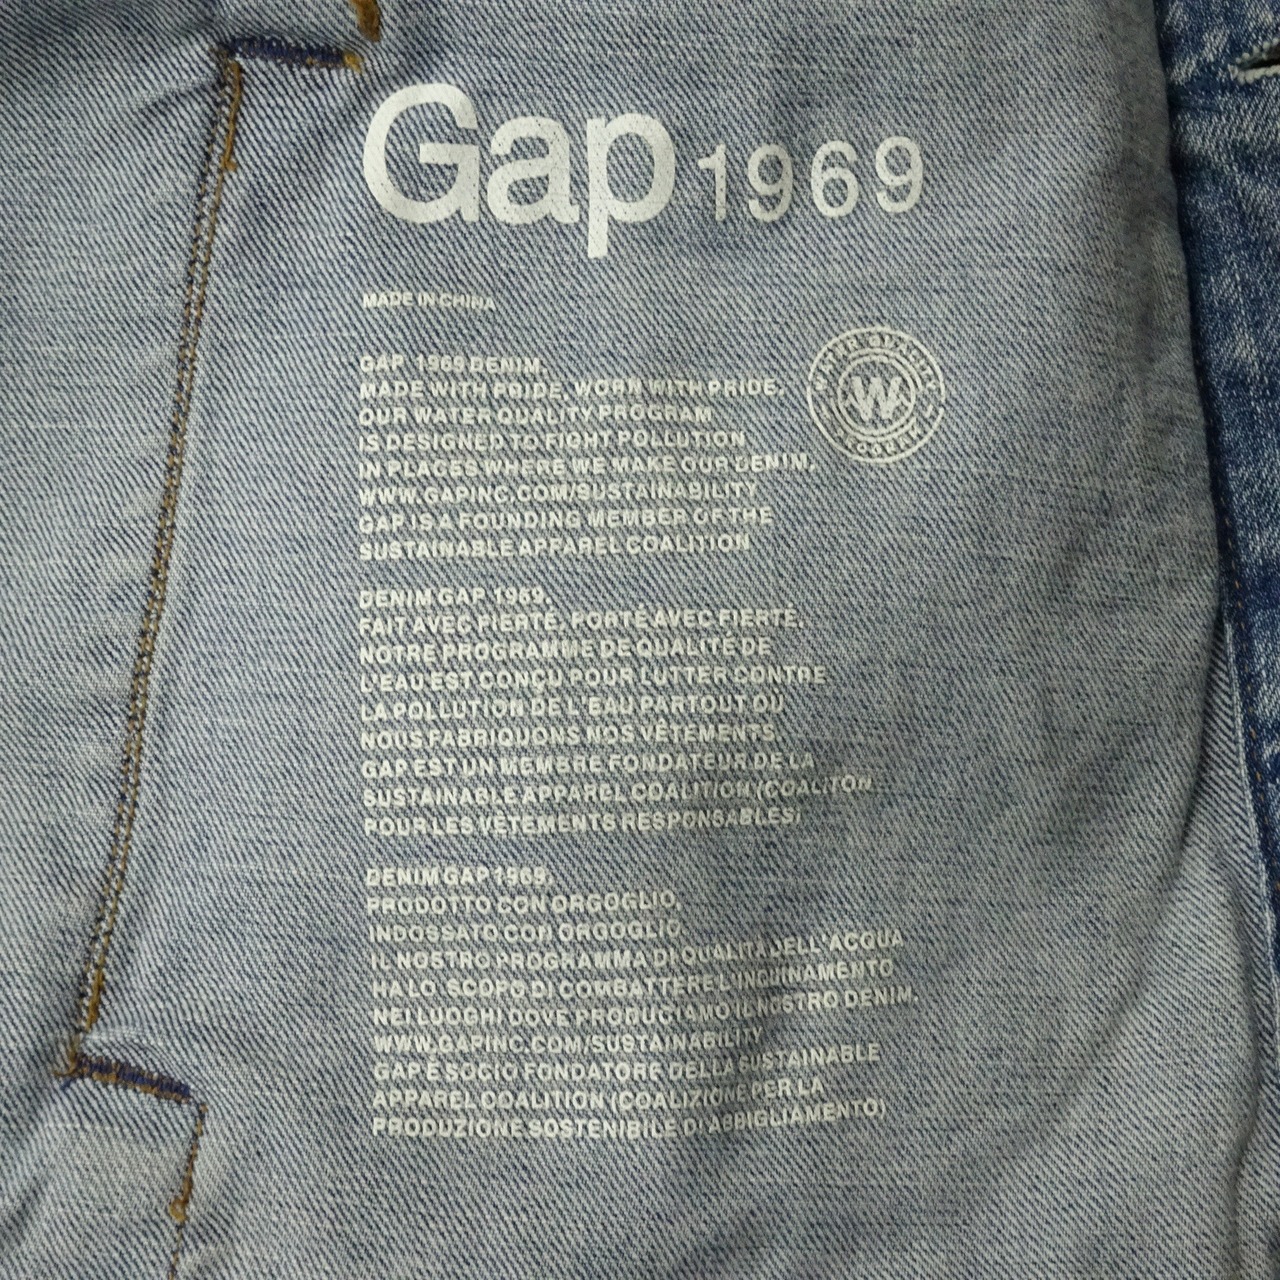 Gap 1969
MADE IN CHINA
WATER QUALITY PROGRAM
W
GAP 1969 DENIM.
MADE WITH PRIDE, WORN WITH PRIDE.
OUR WATER QUALITY PROGRAM
IS DESIGNED TO FIGHT POLLUTION
IN PLACES WHERE WE MAKE OUR DENIM.
WWW.GAPINC.COM/SUSTAINABILITY
GAP IS A FOUNDING MEMBER OF THE
SUSTAINABLE APPAREL COALITION
DENIM GAP 1969.
FAIT AVEC FIERTÉ. PORTÉ AVEC FIERTÉ.
NOTRE PROGRAMME DE QUALITÉ DE
L'EAU EST CONÇU POUR LUTTER CONTRE
LA POLLUTION DE L'EAU PARTOUT OÙ
NOUS FABRIQUONS NOS VÊTEMENTS.
GAP EST UN MEMBRE FONDATEUR DE LA
SUSTAINABLE APPAREL COALITION (COALITON
POUR LES VÊTEMENTS RESPONSABLES)
DENIM GAP 1969.
PRODOTTO CON ORGOGLIO.
INDOSSATO CON ORGOGLIO.
IL NOSTRO PROGRAMMA DI QUALITÀ DELL'ACQUA
HA LO SCOPO DI COMBATTERE L'INQUINAMENTO
NEI LUOGHI DOVE PRODUCIAMO IL NOSTRO DENIM.
WWW.GAPINC.COM/SUSTAINABILITY
GAP È SOCIO FONDATORE DELLA SUSTAINABLE
APPAREL COALITION (COALIZIONE PER LA
PRODUZIONE SOSTENIBILE DI ABBIGLIAMENTO)